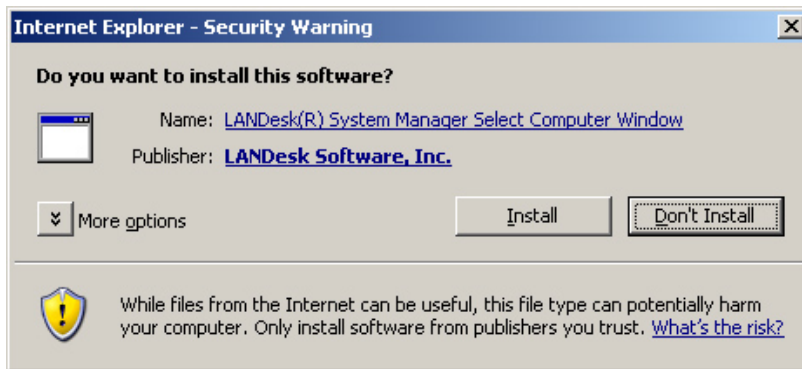 Internet Explorer - Security Warning
Do you want to install this software?
Name: LANDesk(R) System Manager Select Computer Window
Publisher: LANDesk Software, Inc.
More options
Install
Don't Install
While files from the Internet can be useful, this file type can potentially harm
your computer. Only install software from publishers you trust. What's the risk?